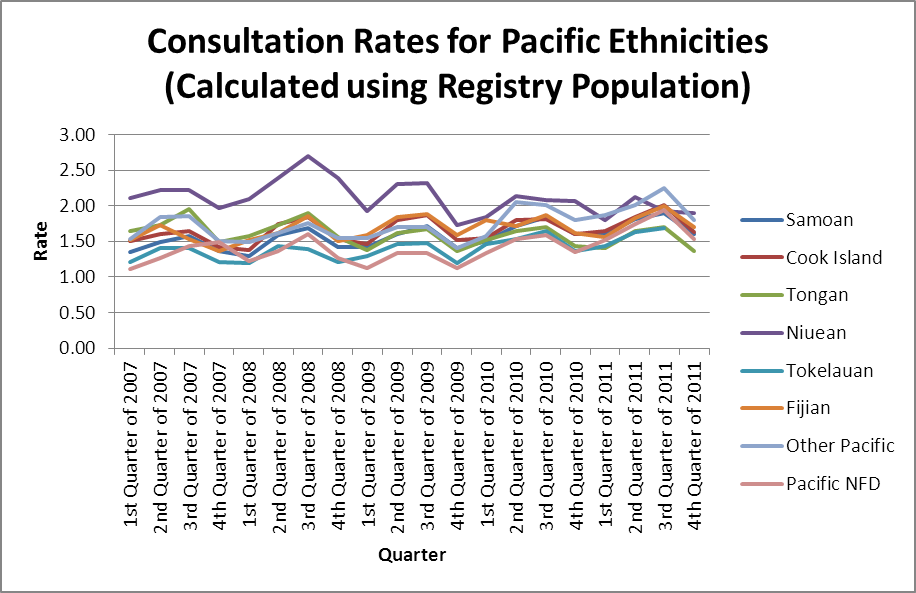 Consultation Rates for Pacific Ethnicities
(Calculated using Registry Population)
3.00
2.50
2.00
1.50
1.00
0.50
0.00
Rate
1st Quarter of 2007
2nd Quarter of 2007
3rd Quarter of 2007
4th Quarter of 2007
1st Quarter of 2008
2nd Quarter of 2008
3rd Quarter of 2008
4th Quarter of 2008
1st Quarter of 2009
2nd Quarter of 2009
3rd Quarter of 2009
4th Quarter of 2009
1st Quarter of 2010
2nd Quarter of 2010
3rd Quarter of 2010
4th Quarter of 2010
1st Quarter of 2011
2nd Quarter of 2011
3rd Quarter of 2011
4th Quarter of 2011
Quarter
Samoan
Cook Island
Tongan
Niuean
Tokelauan
Fijian
Other Pacific
Pacific NFD